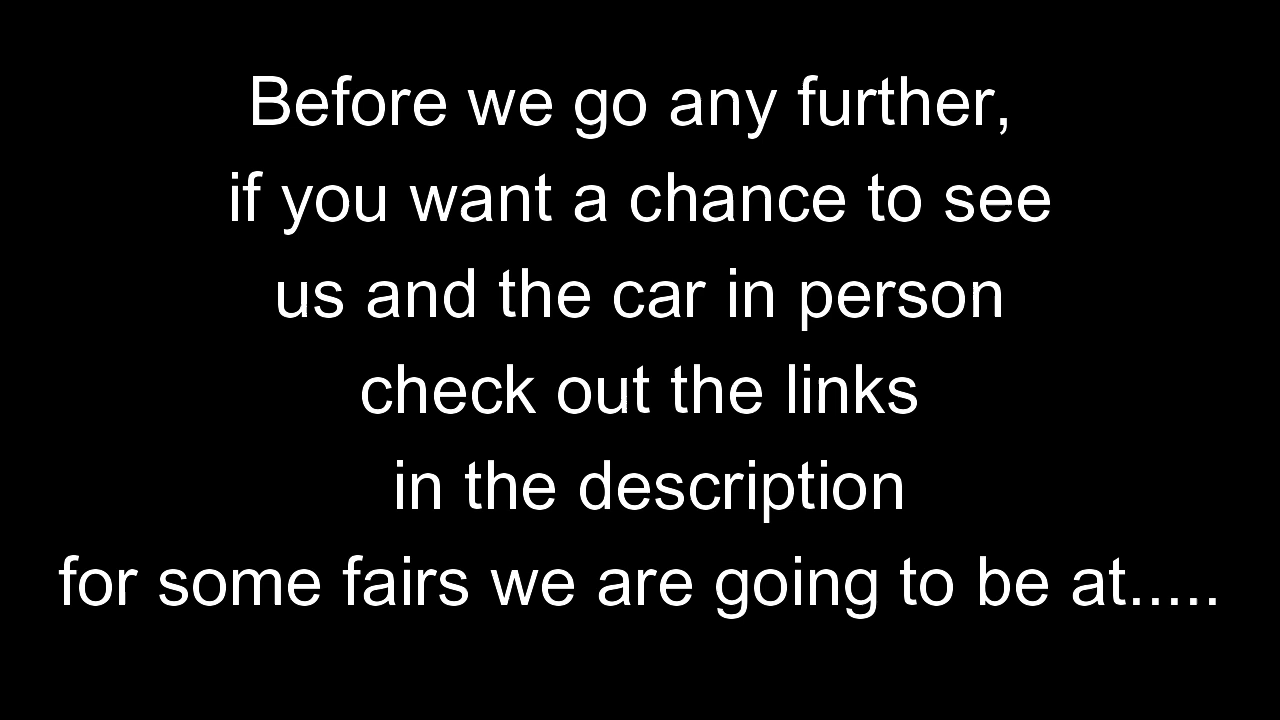 Before we go any further,
if you want a chance to see
us and the car in person
check out the links
in the description
for some fairs we are going to be at.....